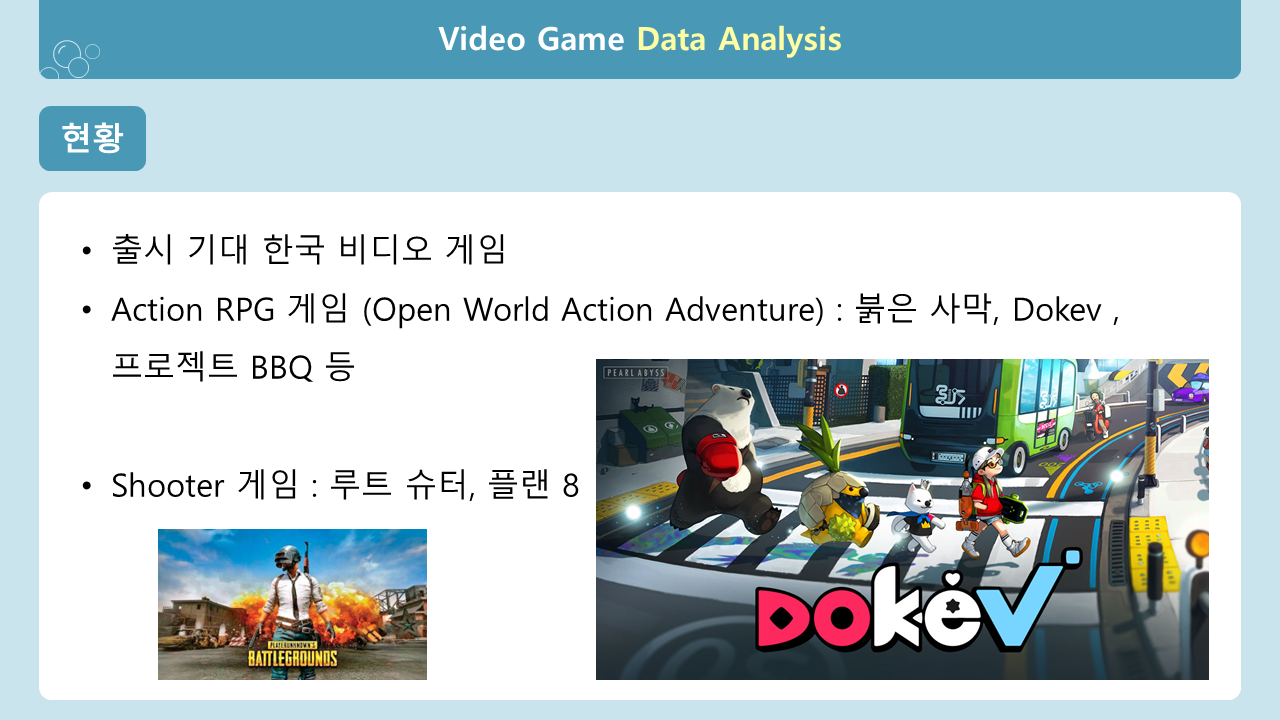 Video Game Data Analysis
현황
• 출시 기대 한국 비디오 게임
• Action RPG 게임 (Open World Action Adventure) : 붉은 사막, Dokev ,
프로젝트 BBQ 등
PEARL ABYSS
• Shooter 게임 : 루트 슈터, 플랜 8
PLAYERUNKNOWN'S
BATTLEGROUNDS
DokeV